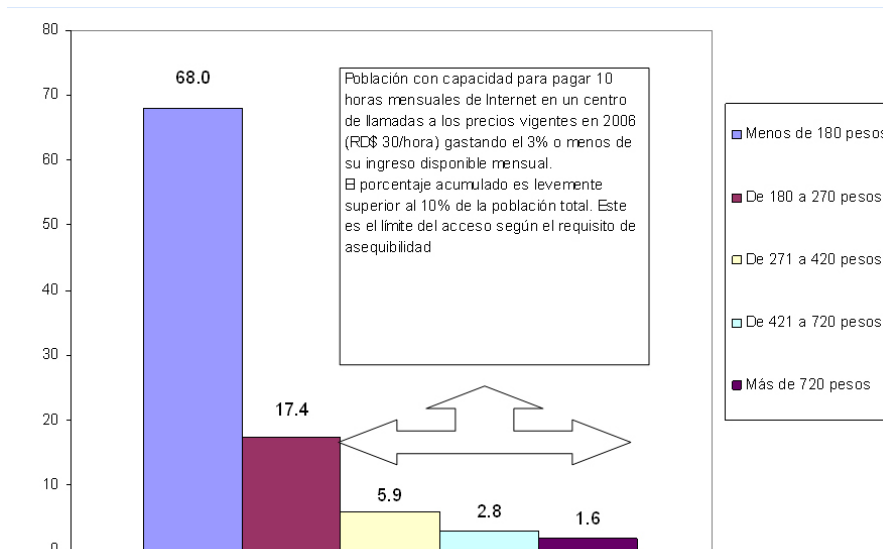 80
70
60
50
40
30
20
10
0
68.0
17.4
5.9
2.8
1.6
Población con capacidad para pagar 10
horas mensuales de Internet en un centro
de llamadas a los precios vigentes en 2006
(RD$ 30/hora) gastando el 3% o menos de
su ingreso disponible mensual.
El porcentaje acumulado es levemente
superior al 10% de la población total. Este
es el límite del acceso según el requisito de
asequibilidad
Menos de 180 pesos
De 180 a 270 pesos
De 271 a 420 pesos
De 421 a 720 pesos
Más de 720 pesos